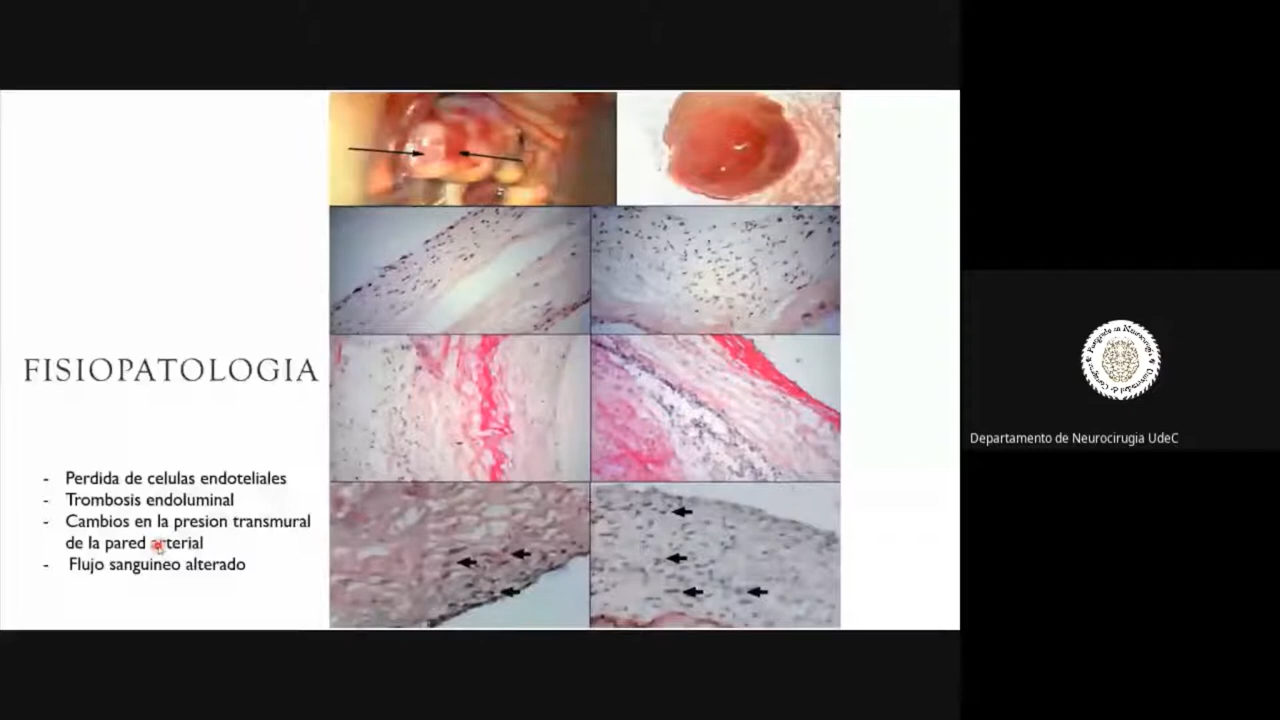 FISIOPATOLOGIA
- Perdida de celulas endoteliales
- Trombosis endoluminal
- Cambios en la presion transmural
de la pared arterial
- Flujo sanguineo alterado
Departamento de Neurocirugia UdeC